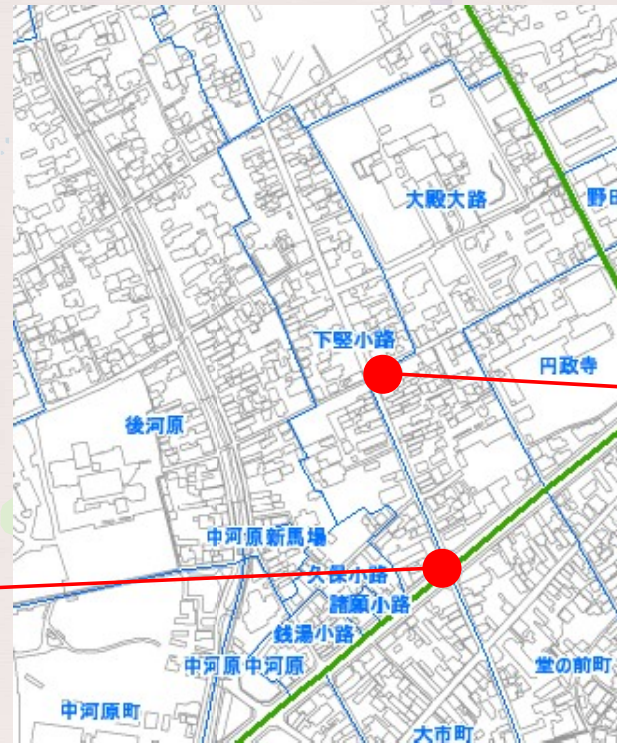 大殿大路
野田
下竪小路
円政寺
後河原
中河原新馬場
久保小路
諸願小路
銭湯小路
中河原中河原
堂の前町
中河原町
大市町